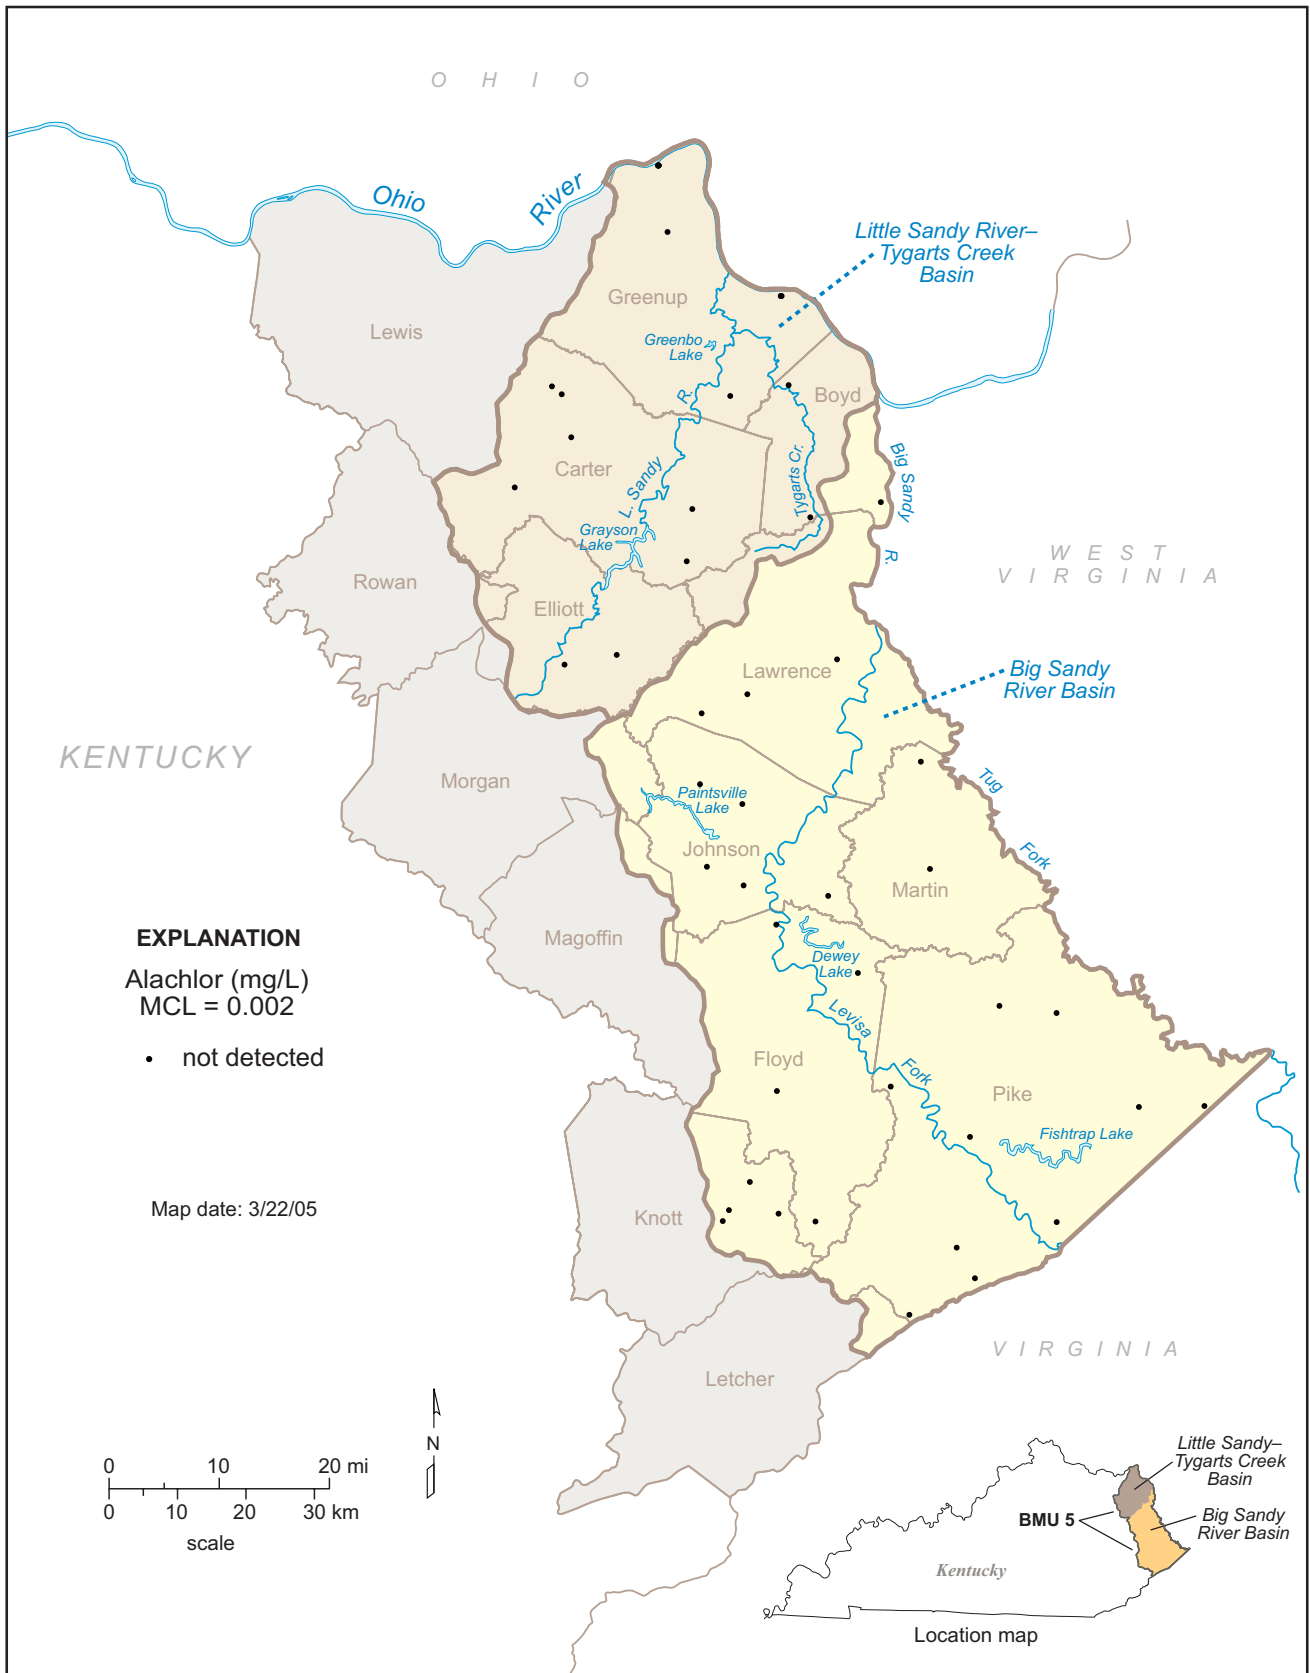 OHIO
Ohio
River
Little Sandy River–
Tygarts Creek
Basin
Greenup
Lewis
Greenbo
Lake
R.
Boyd
Carter
L. Sandy
Tygarts Cr.
Big Sandy
R.
Grayson
Lake
WEST
VIRGINIA
Rowan
Elliott
Lawrence
Big Sandy
River Basin
KENTUCKY
Morgan
Tug
Fork
Paintsville
Lake
Johnson
Martin
EXPLANATION
Alachlor (mg/L)
MCL = 0.002
• not detected
Magoffin
Dewey
Lake
Levisa
Fork
Floyd
Pike
Fishtrap Lake
Map date: 3/22/05
Knott
VIRGINIA
Letcher
N
0 10 20 mi
0 10 20 30 km
scale
Little Sandy–
Tygarts Creek
Basin
BMU 5
Big Sandy
River Basin
Kentucky
Location map